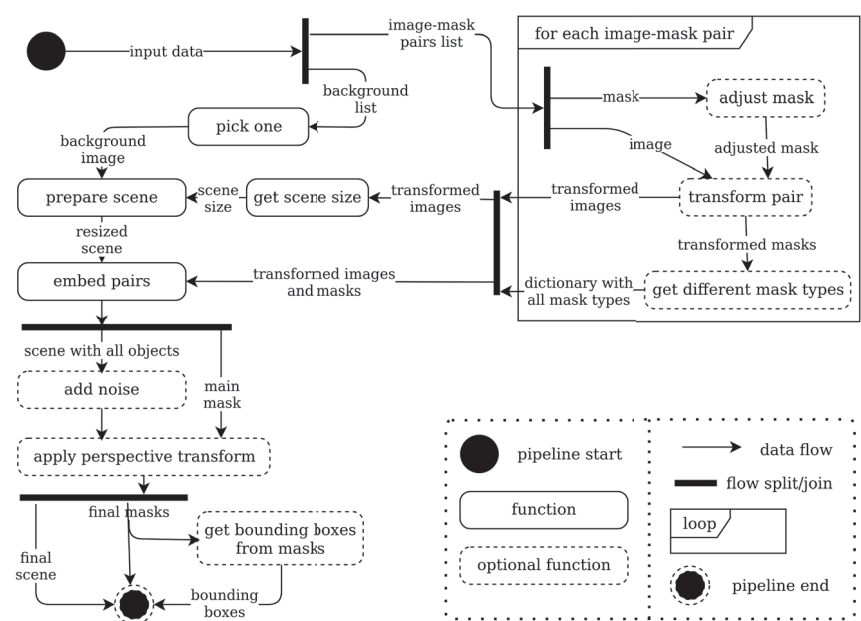 input data
image-mask
pairs list
background
list
for each image-mask pair
mask
adjust mask
image
adjusted mask
pick one
background
image
prepare scene
scene
size
get scene size
transformed
images
transformed
images
transform pair
resized
scene
transformed masks
embed pairs
transforned images
and masks
dictionary with
all mask types
get different mask types
scene with all objects
add noise
main
mask
apply perspective transform
final masks
get bounding boxes
from masks
final
scene
bounding
boxes
pipeline start
function
optional function
data flow
flow split/join
loop
pipeline end